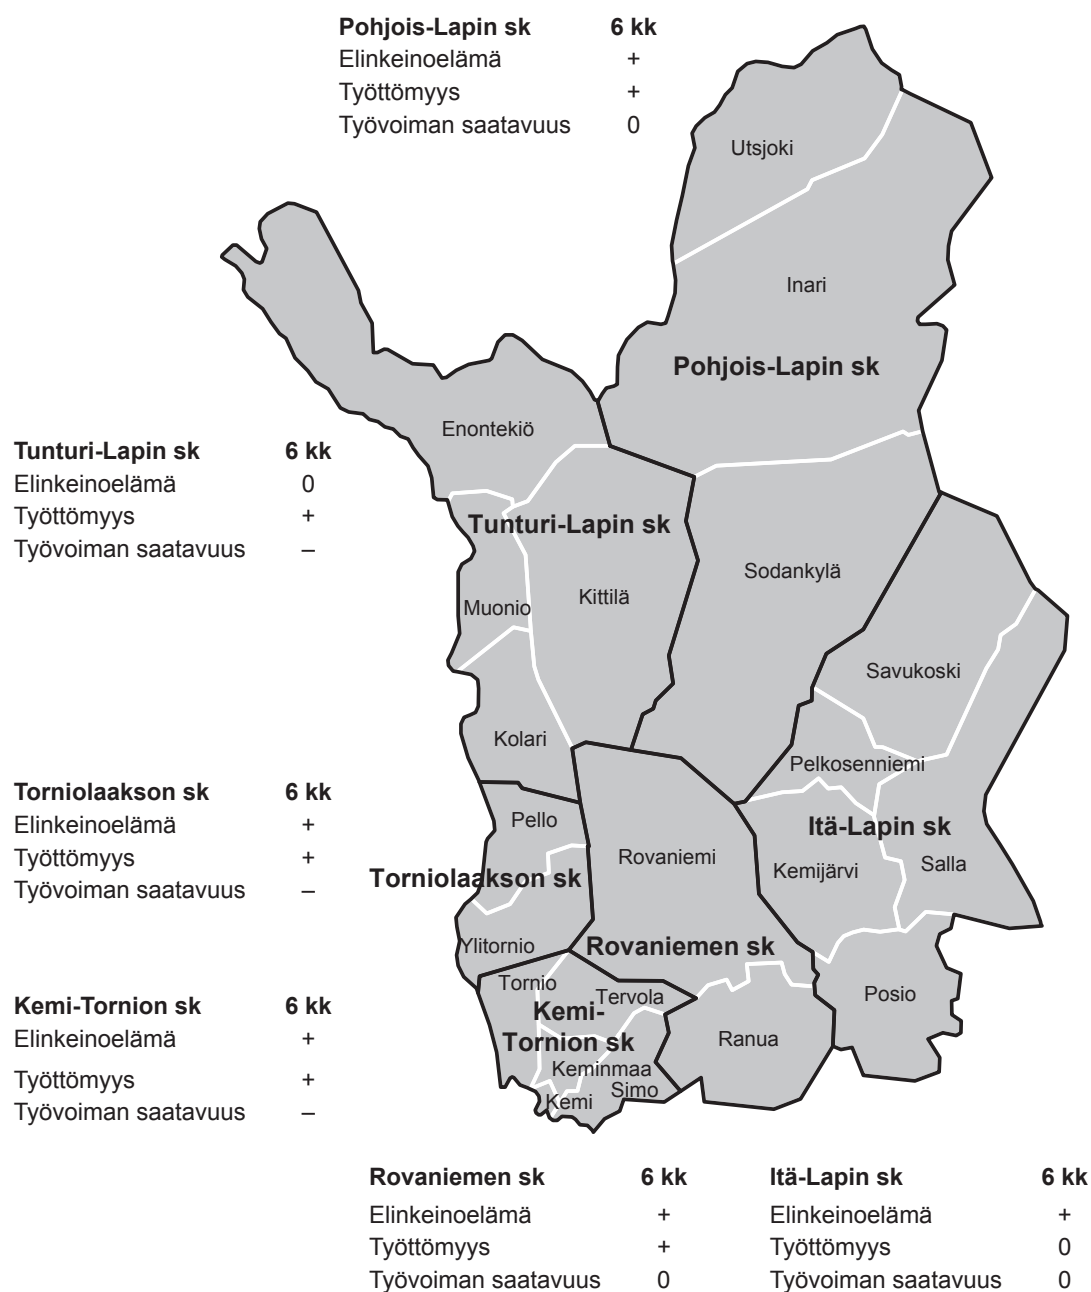 Pohjois-Lapin sk 6 kk
Elinkeinoelämä +
Työttömyys +
Työvoiman saatavuus 0
Utsjoki
Inari
Pohjois-Lapin sk
Enontekiö
Tunturi-Lapin sk 6 kk
Elinkeinoelämä 0
Työttömyys +
Työvoiman saatavuus –
Tunturi-Lapin sk
Sodankylä
Kittilä
Muonio
Savukoski
Kolari
Pelkosenniemi
Torniolaakson sk 6 kk
Elinkeinoelämä +
Työttömyys +
Työvoiman saatavuus –
Pello
Itä-Lapin sk
Rovaniemi
Kemijärvi
Salla
Torniolaakson sk
Ylitornio
Rovaniemen sk
Kemi-Tornion sk 6 kk
Elinkeinoelämä +
Työttömyys +
Työvoiman saatavuus –
Tornio
Tervola
Posio
Kemi-
Tornion sk
Ranua
Keminmaa
Simo
Kemi
Rovaniemen sk 6 kk
Elinkeinoelämä +
Työttömyys +
Työvoiman saatavuus 0
Itä-Lapin sk 6 kk
Elinkeinoelämä +
Työttömyys 0
Työvoiman saatavuus 0